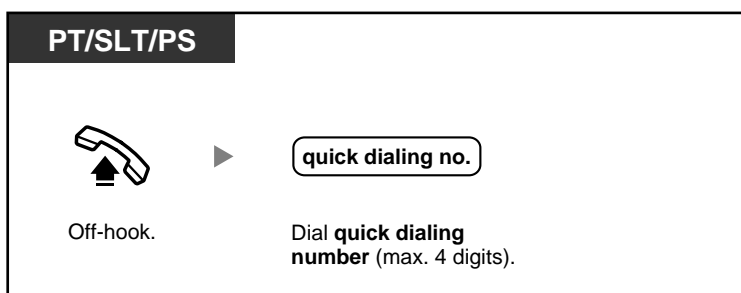 PT/SLT/PS
quick dialing no.
Off-hook.
Dial quick dialing
number (max. 4 digits).